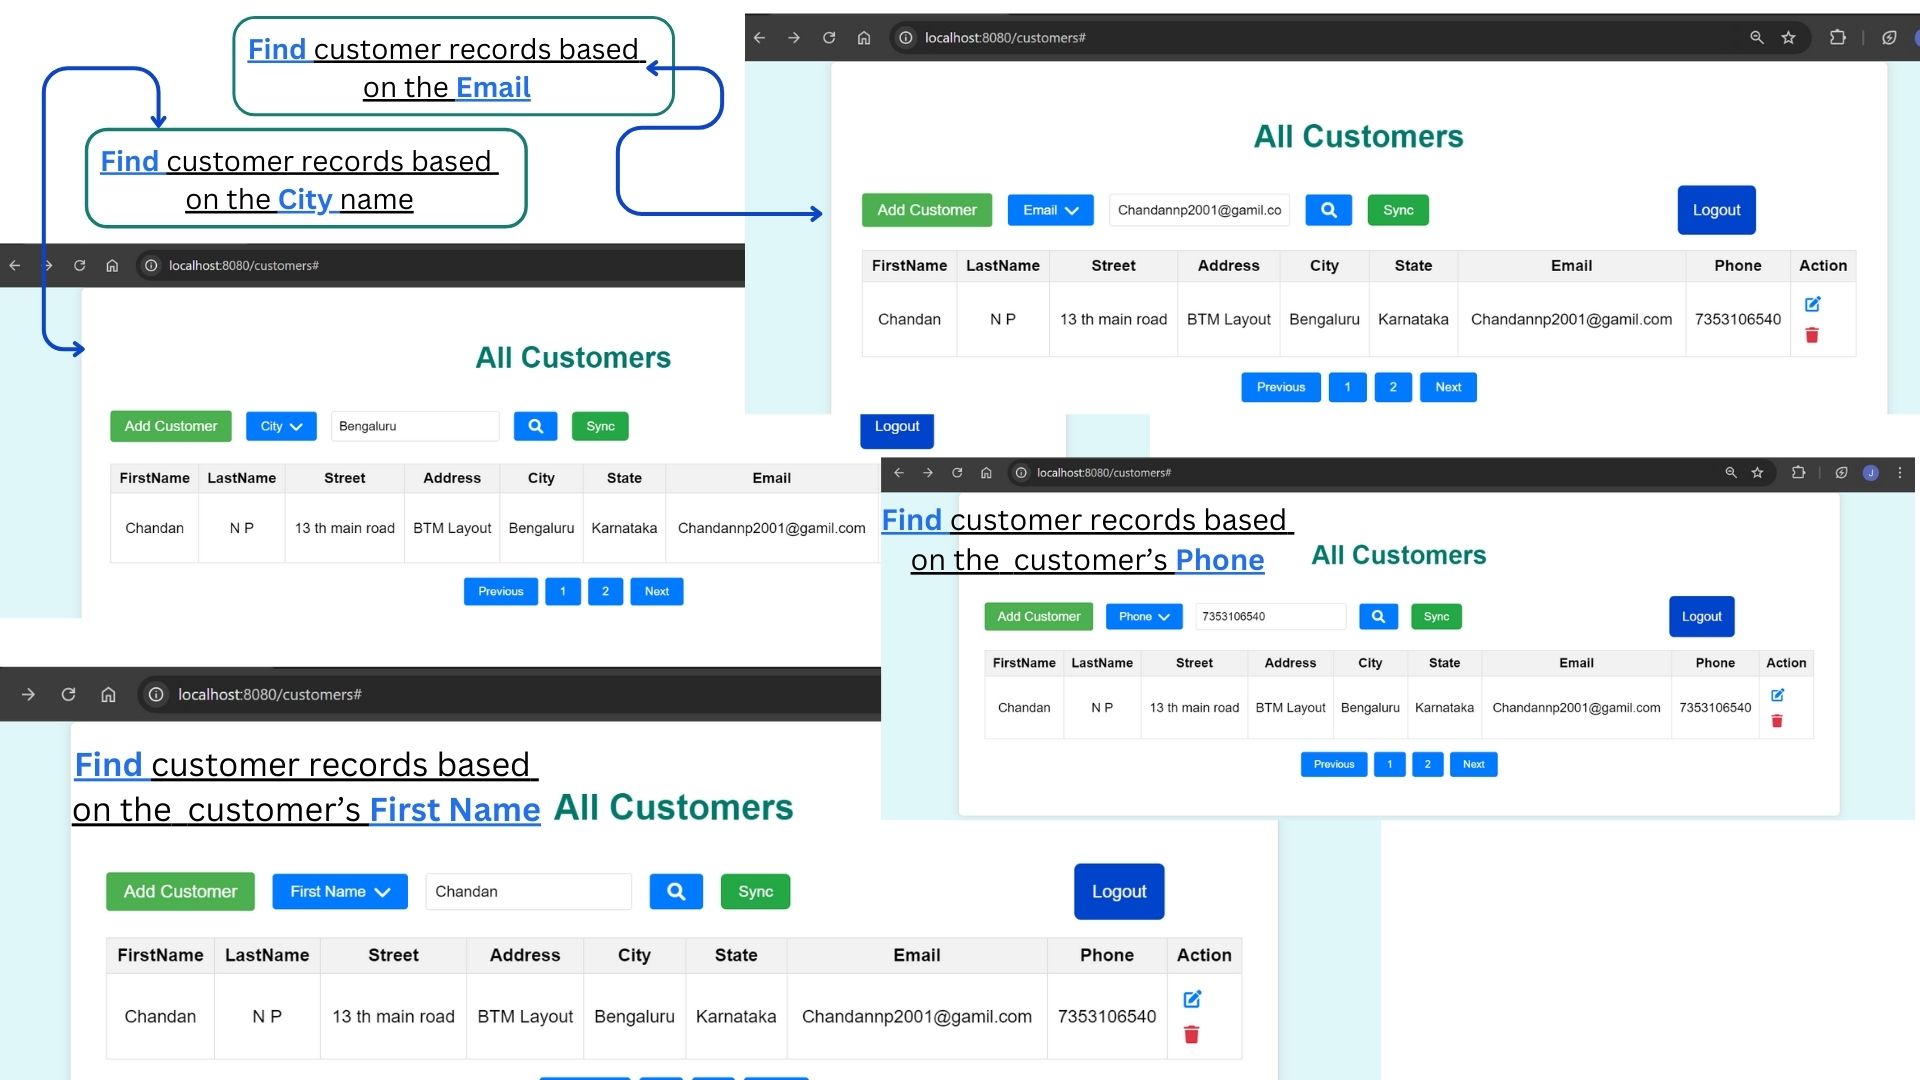 Find customer records based
on the Email
Find customer records based
on the City name
localhost:8080/customers#
All Customers
Add Customer Email Chandannp2001@gamil.co Sync Logout
FirstName LastName Street Address City State Email Phone Action
Chandan N P 13 th main road BTM Layout Bengaluru Karnataka Chandannp2001@gamil.com 7353106540
Previous 1 2 Next
localhost:8080/customers#
All Customers
Add Customer City Bengaluru Sync Logout
FirstName LastName Street Address City State Email
Chandan N P 13 th main road BTM Layout Bengaluru Karnataka Chandannp2001@gamil.com
Previous 1 2 Next
localhost:8080/customers#
J
Find customer records based
on the customer’s Phone
All Customers
Add Customer Phone 7353106540 Sync Logout
FirstName LastName Street Address City State Email Phone Action
Chandan N P 13 th main road BTM Layout Bengaluru Karnataka Chandannp2001@gamil.com 7353106540
Previous 1 2 Next
localhost:8080/customers#
Find customer records based
on the customer’s First Name
All Customers
Add Customer First Name Chandan Sync Logout
FirstName LastName Street Address City State Email Phone Action
Chandan N P 13 th main road BTM Layout Bengaluru Karnataka Chandannp2001@gamil.com 7353106540